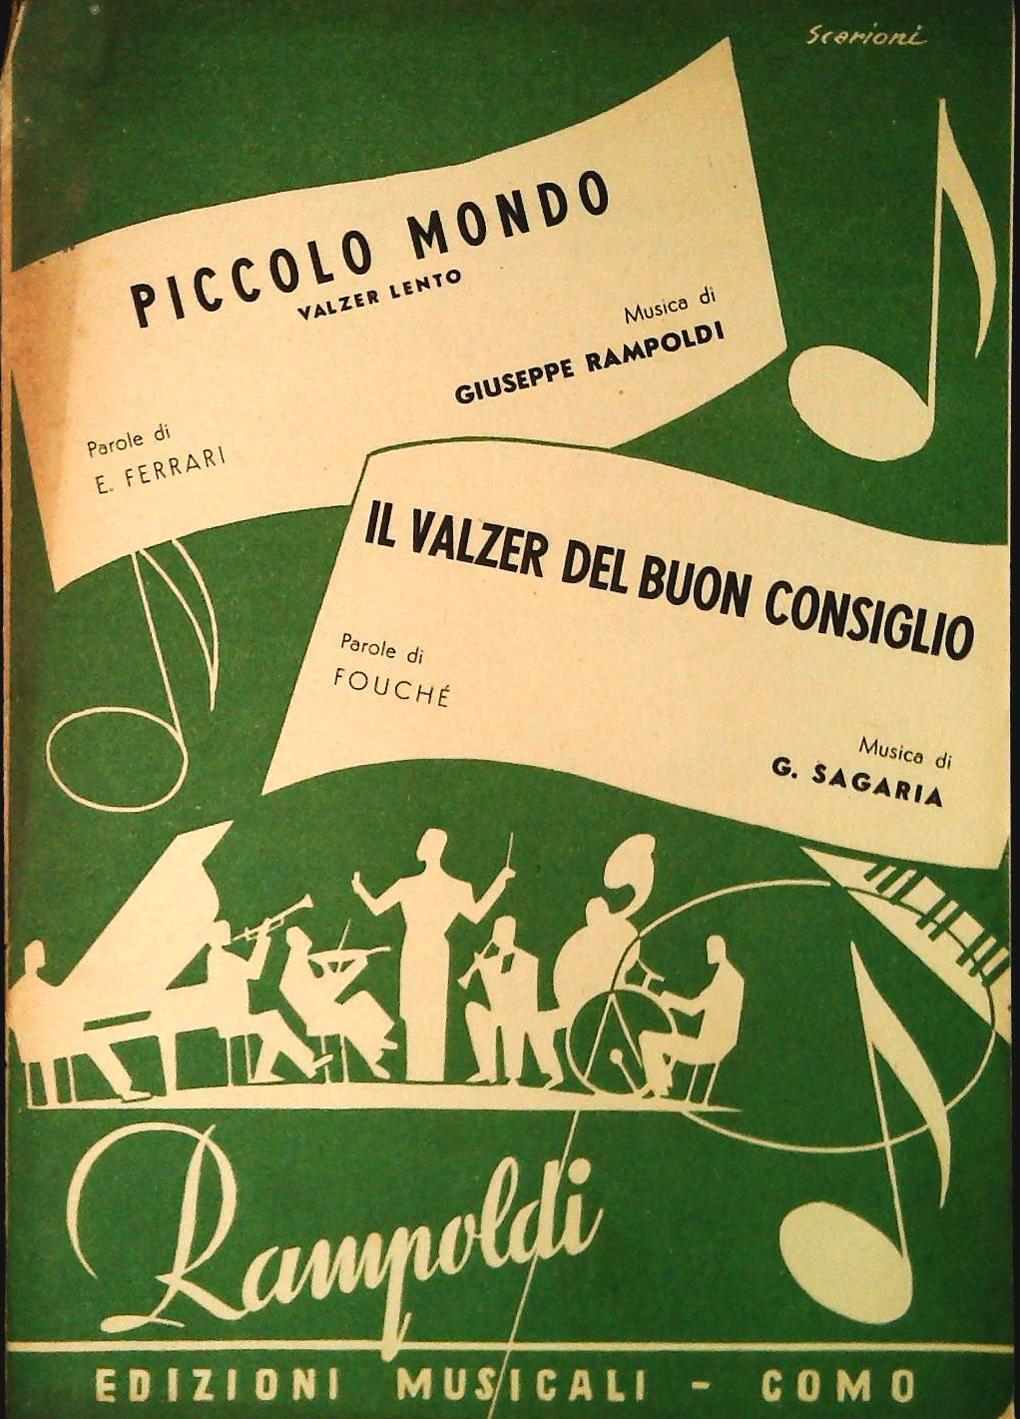 Scarioni
PICCOLO MONDO
VALZER LENTO
Musica di
GIUSEPPE RAMPOLDI
Parole di
E. FERRARI
IL VALZER DEL BUON CONSIGLIO
Parole di
FOUCHÉ
Musica di
G. SAGARIA
Rampoldi
EDIZIONI MUSICALI - COMO